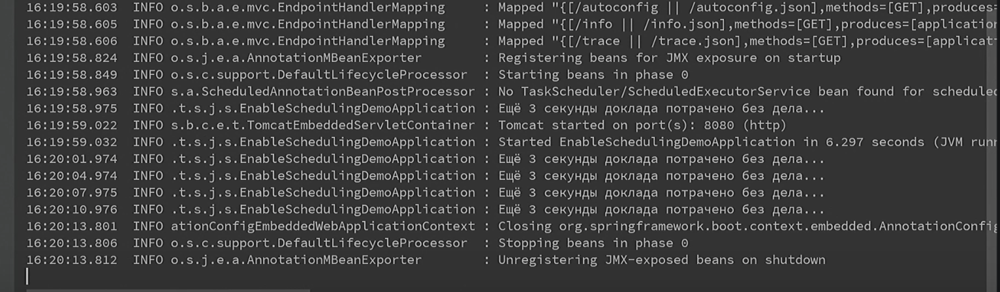 16:19:58.603  INFO o.s.b.a.e.mvc.EndpointHandlerMapping     : Mapped "{[/autoconfig || /autoconfig.json],methods=[GET],produces=
16:19:58.605  INFO o.s.b.a.e.mvc.EndpointHandlerMapping     : Mapped "{[/info || /info.json],methods=[GET],produces=[application
16:19:58.606  INFO o.s.b.a.e.mvc.EndpointHandlerMapping     : Mapped "{[/trace || /trace.json],methods=[GET],produces=[applicat
16:19:58.824  INFO o.s.j.e.a.AnnotationMBeanExporter        : Registering beans for JMX exposure on startup
16:19:58.849  INFO o.s.c.support.DefaultLifecycleProcessor  : Starting beans in phase 0
16:19:58.963  INFO s.a.ScheduledAnnotationBeanPostProcessor : No TaskScheduler/ScheduledExecutorService bean found for scheduled
16:19:58.975  INFO .t.s.j.s.EnableSchedulingDemoApplication : Ещё 3 секунды доклада потрачено без дела...
16:19:59.022  INFO s.b.c.e.t.TomcatEmbeddedServletContainer : Tomcat started on port(s): 8080 (http)
16:19:59.032  INFO .t.s.j.s.EnableSchedulingDemoApplication : Started EnableSchedulingDemoApplication in 6.297 seconds (JVM run
16:20:01.974  INFO .t.s.j.s.EnableSchedulingDemoApplication : Ещё 3 секунды доклада потрачено без дела...
16:20:04.974  INFO .t.s.j.s.EnableSchedulingDemoApplication : Ещё 3 секунды доклада потрачено без дела...
16:20:07.975  INFO .t.s.j.s.EnableSchedulingDemoApplication : Ещё 3 секунды доклада потрачено без дела...
16:20:10.976  INFO .t.s.j.s.EnableSchedulingDemoApplication : Ещё 3 секунды доклада потрачено без дела...
16:20:13.801  INFO ationConfigEmbeddedWebApplicationContext : Closing org.springframework.boot.context.embedded.AnnotationConfig
16:20:13.806  INFO o.s.c.support.DefaultLifecycleProcessor  : Stopping beans in phase 0
16:20:13.812  INFO o.s.j.e.a.AnnotationMBeanExporter        : Unregistering JMX-exposed beans on shutdown